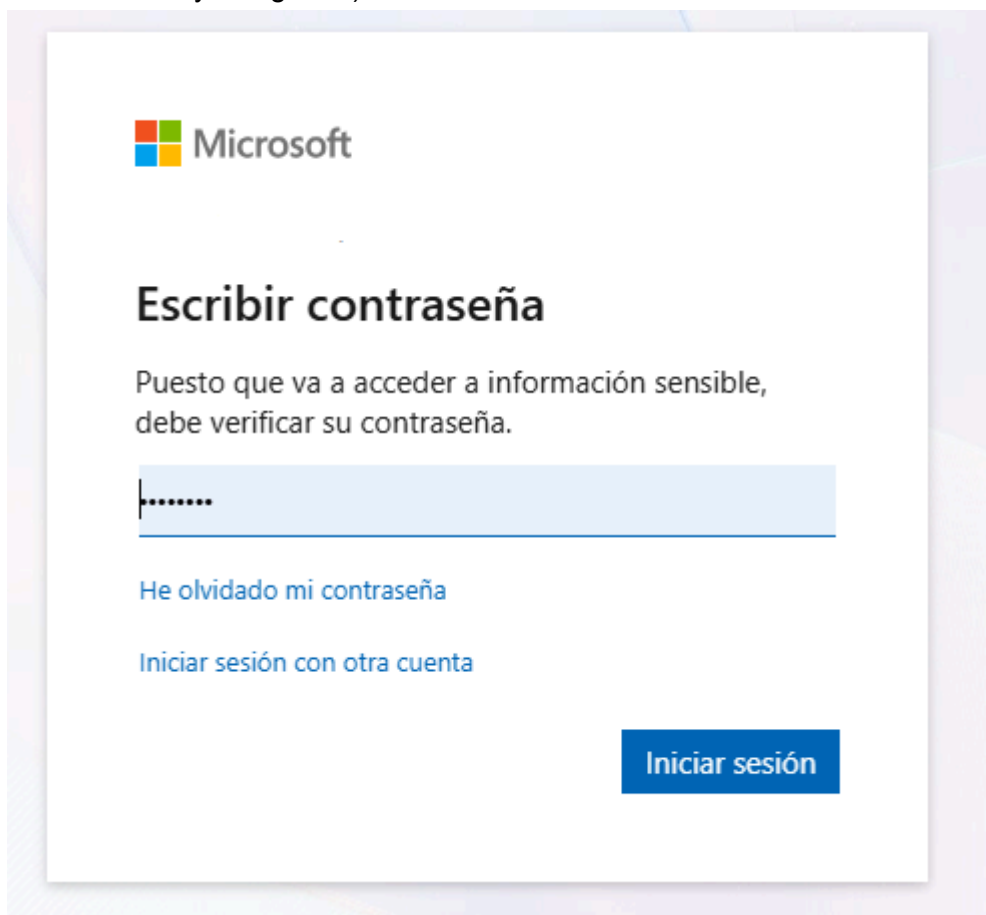 Microsoft
Escribir contraseña
Puesto que va a acceder a información sensible,
debe verificar su contraseña.
••••••••
He olvidado mi contraseña
Iniciar sesión con otra cuenta
Iniciar sesión